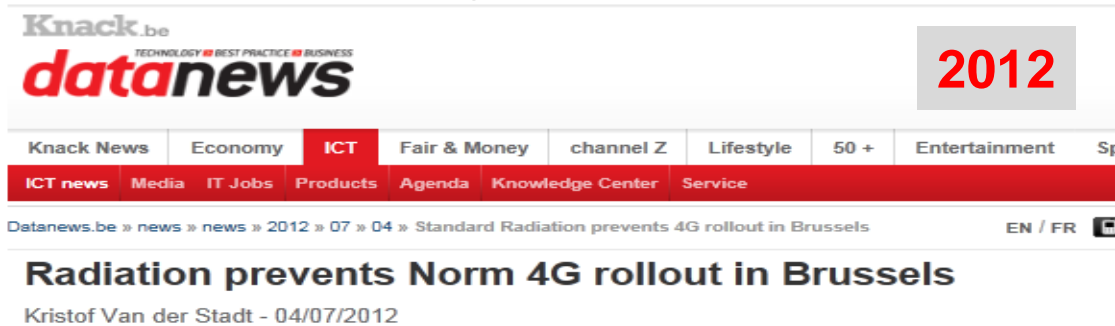 Knack.be
TECHNOLOGY BEST PRACTICE BUSINESS
datanews
2012
Knack News Economy ICT Fair & Money channel Z Lifestyle 50 + Entertainment Sp
ICT news Media IT Jobs Products Agenda Knowledge Center Service
Datanews.be » news » news » 2012 » 07 » 04 » Standard Radiation prevents 4G rollout in Brussels EN / FR
Radiation prevents Norm 4G rollout in Brussels
Kristof Van der Stadt - 04/07/2012